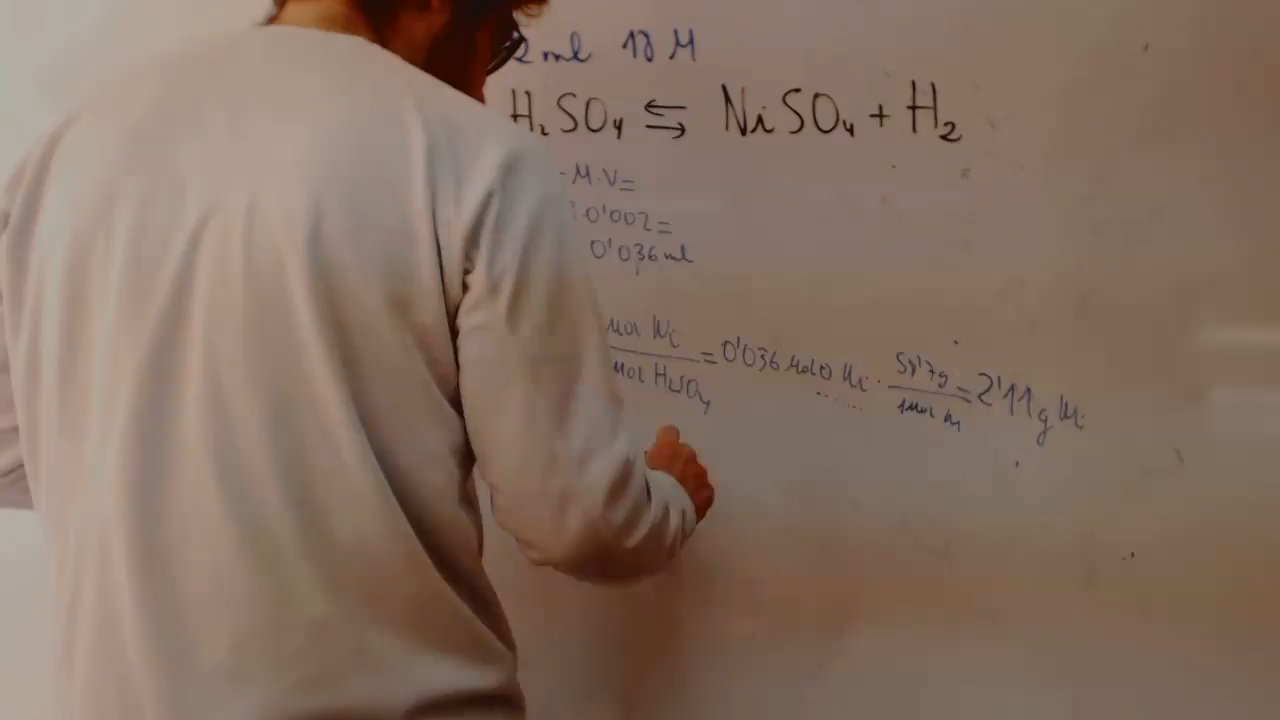 2 ml 18 M
H₂SO₄ ⇆ NiSO₄ + H₂
M·V=
0'002=
0'036 ml
mol Ni / mol H₂SO₄ = 0'036 mol Ni · 58'7g / 1 mol Ni = 2'11 g Ni